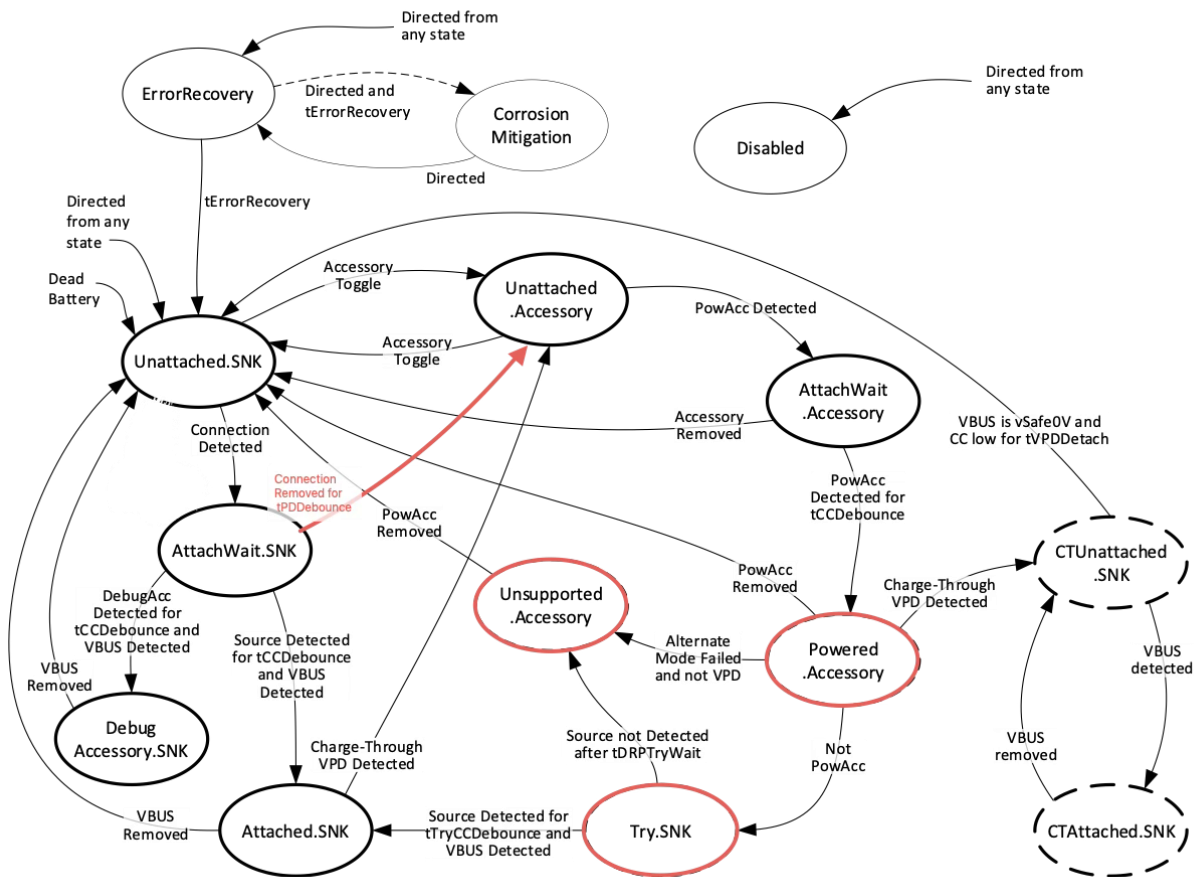 Directed from
any state
ErrorRecovery
Directed and
tErrorRecovery
Corrosion
Mitigation
Directed
Directed from
any state
Disabled
tErrorRecovery
Directed
from any
state
Dead
Battery
Accessory
Toggle
Unattached
.Accessory
PowAcc Detected
Unattached.SNK
Accessory
Toggle
AttachWait
.Accessory
Accessory
Removed
VBUS is vSafe0V and
CC low for tVPDDetach
Connection
Detected
Connection
Removed for
tPDDebounce
PowAcc
Removed
PowAcc
Dectected for
tCCDebounce
AttachWait.SNK
CTUnattached
.SNK
PowAcc
Removed
Charge-Through
VPD Detected
DebugAcc
Detected for
tCCDebounce and
VBUS Detected
Unsupported
.Accessory
Source Detected
for tCCDebounce
and VBUS
Detected
Alternate
Mode Failed
and not VPD
Powered
.Accessory
VBUS
detected
VBUS
Removed
Debug
Accessory.SNK
Charge-Through
VPD Detected
Source not Detected
after tDRPTryWait
Not
PowAcc
VBUS
removed
VBUS
Removed
Attached.SNK
Source Detected for
tTryCCDebounce and
VBUS Detected
Try.SNK
CTAttached.SNK